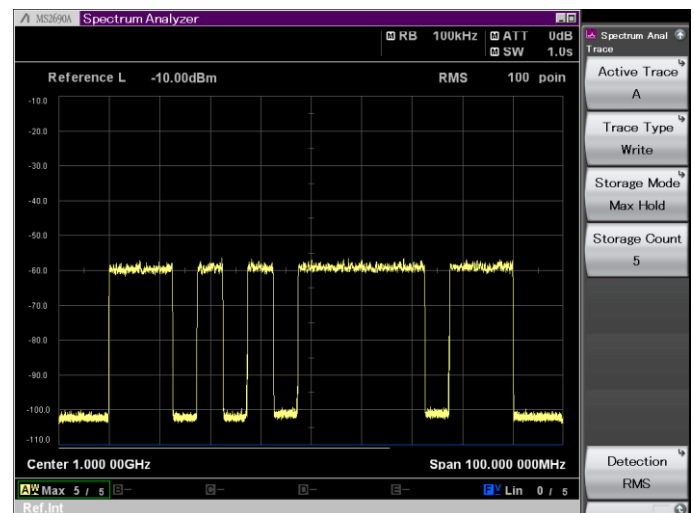 MS2690A Spectrum Analyzer
RB 100kHz ATT 0dB
SW 1.0s
Reference L -10.00dBm RMS 100 poin
-10.0
-20.0
-30.0
-40.0
-50.0
-60.0
-70.0
-80.0
-90.0
-100.0
-110.0
Center 1.000 00GHz Span 100.000 000MHz
Max 5 / 5 B- C- D- E- Lin 0 / 5
Ref.Int
Spectrum Anal
Trace
Active Trace
A
Trace Type
Write
Storage Mode
Max Hold
Storage Count
5
Detection
RMS